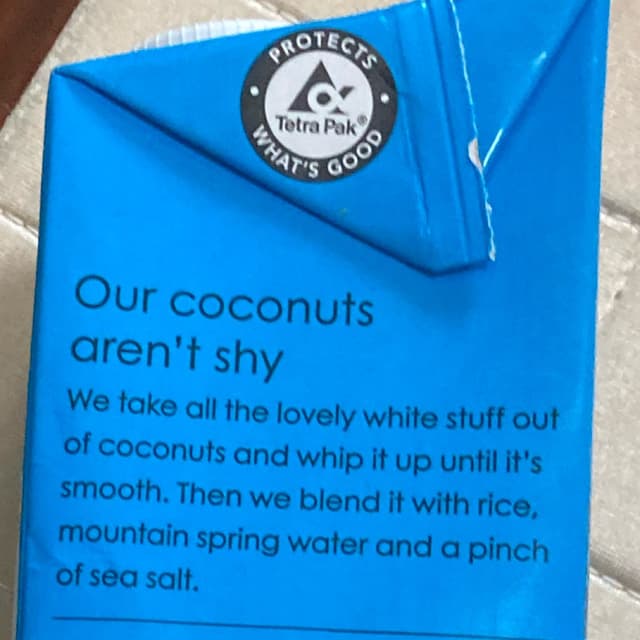 PROTECTS
Tetra Pak®
WHAT'S GOOD
Our coconuts
aren't shy
We take all the lovely white stuff out
of coconuts and whip it up until it's
smooth. Then we blend it with rice,
mountain spring water and a pinch
of sea salt.